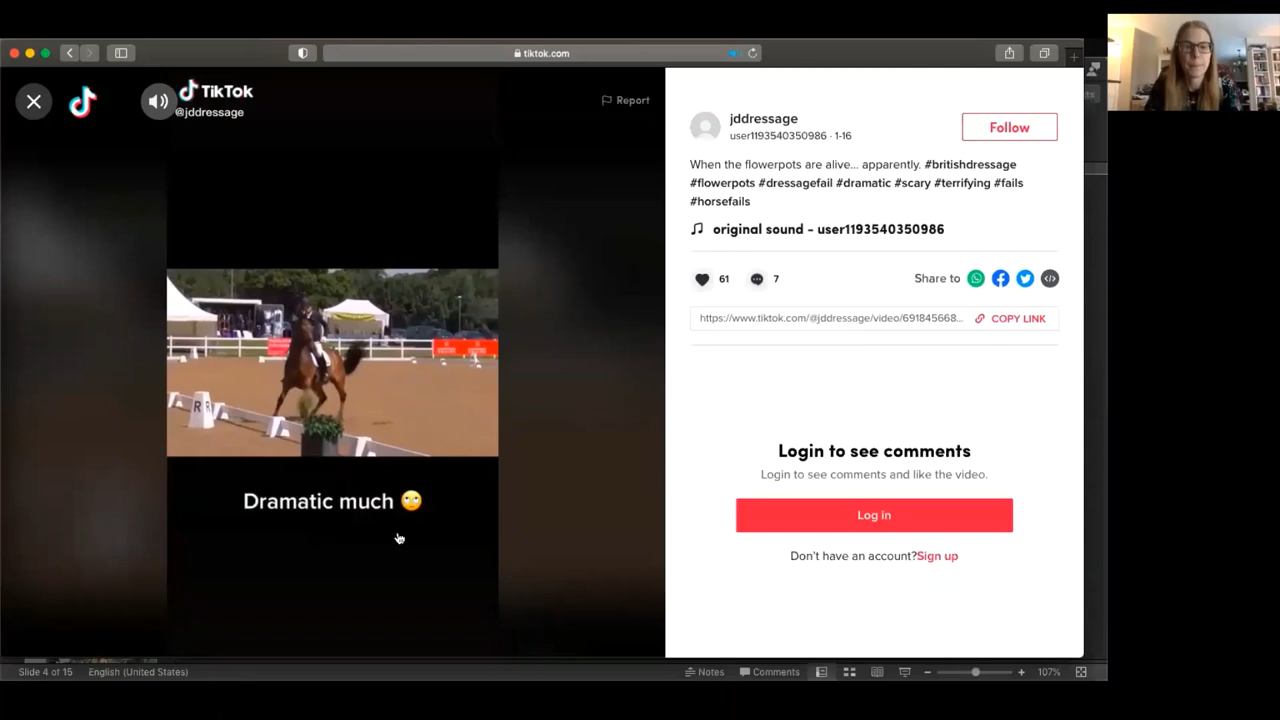 tiktok.com
TikTok
@jddressage
Report
jddressage
user1193540350986 · 1-16
Follow
When the flowerpots are alive... apparently. #britishdressage
#flowerpots #dressagefail #dramatic #scary #terrifying #fails
#horsefails
original sound - user1193540350986
61
7
Share to
https://www.tiktok.com/@jddressage/video/691845668...
COPY LINK
R
Dramatic much 🙄
Login to see comments
Login to see comments and like the video.
Log in
Don't have an account?Sign up
Slide 4 of 15
English (United States)
Notes
Comments
107%